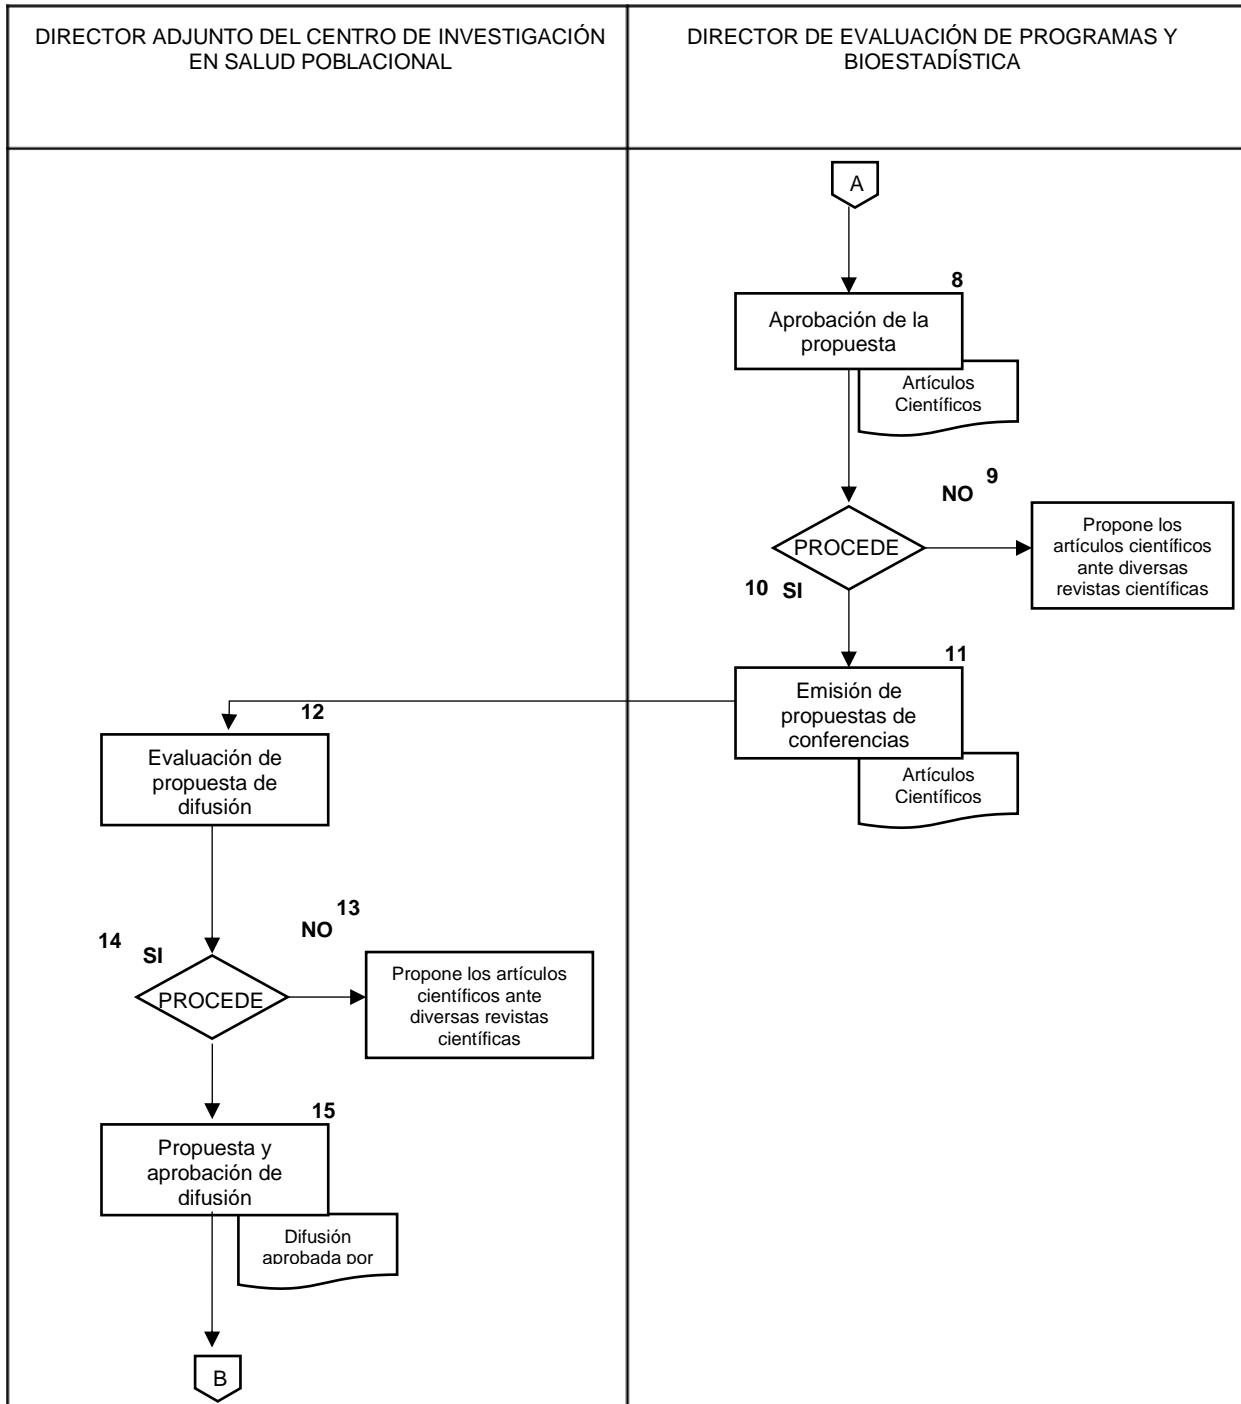 DIRECTOR ADJUNTO DEL CENTRO DE INVESTIGACIÓN
EN SALUD POBLACIONAL
DIRECTOR DE EVALUACIÓN DE PROGRAMAS Y
BIOESTADÍSTICA
A
8
Aprobación de la
propuesta
Artículos
Científicos
9
NO
PROCEDE
Propone los
artículos científicos
ante diversas
revistas científicas
10 SI
11
Emisión de
propuestas de
conferencias
Artículos
Científicos
12
Evaluación de
propuesta de
difusión
13
NO
14
SI
PROCEDE
Propone los artículos
científicos ante
diversas revistas
científicas
15
Propuesta y
aprobación de
difusión
Difusión
aprobada por
B